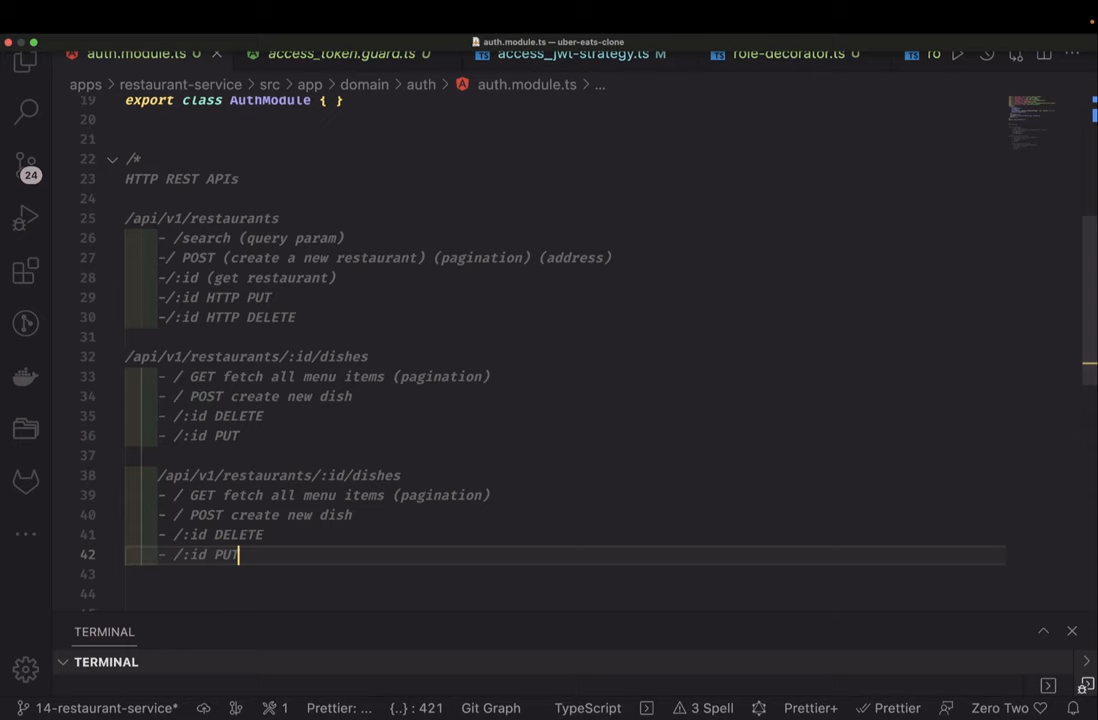 auth.module.ts — uber-eats-clone
auth.module.ts U access_token.guard.ts U access_jwt-strategy.ts M role-decorator.ts U ro
apps > restaurant-service > src > app > domain > auth > auth.module.ts > ...
19 export class AuthModule { }
20
21
22 /*
23 HTTP REST APIs
24
25 /api/v1/restaurants
26 - /search (query param)
27 -/ POST (create a new restaurant) (pagination) (address)
28 -/:id (get restaurant)
29 -/:id HTTP PUT
30 -/:id HTTP DELETE
31
32 /api/v1/restaurants/:id/dishes
33 - / GET fetch all menu items (pagination)
34 - / POST create new dish
35 - /:id DELETE
36 - /:id PUT
37
38 /api/v1/restaurants/:id/dishes
39 - / GET fetch all menu items (pagination)
40 - / POST create new dish
41 - /:id DELETE
42 - /:id PUT
43
44
24
TERMINAL
TERMINAL
14-restaurant-service* 1 Prettier: ... {..} : 421 Git Graph TypeScript 3 Spell Prettier+ Prettier Zero Two